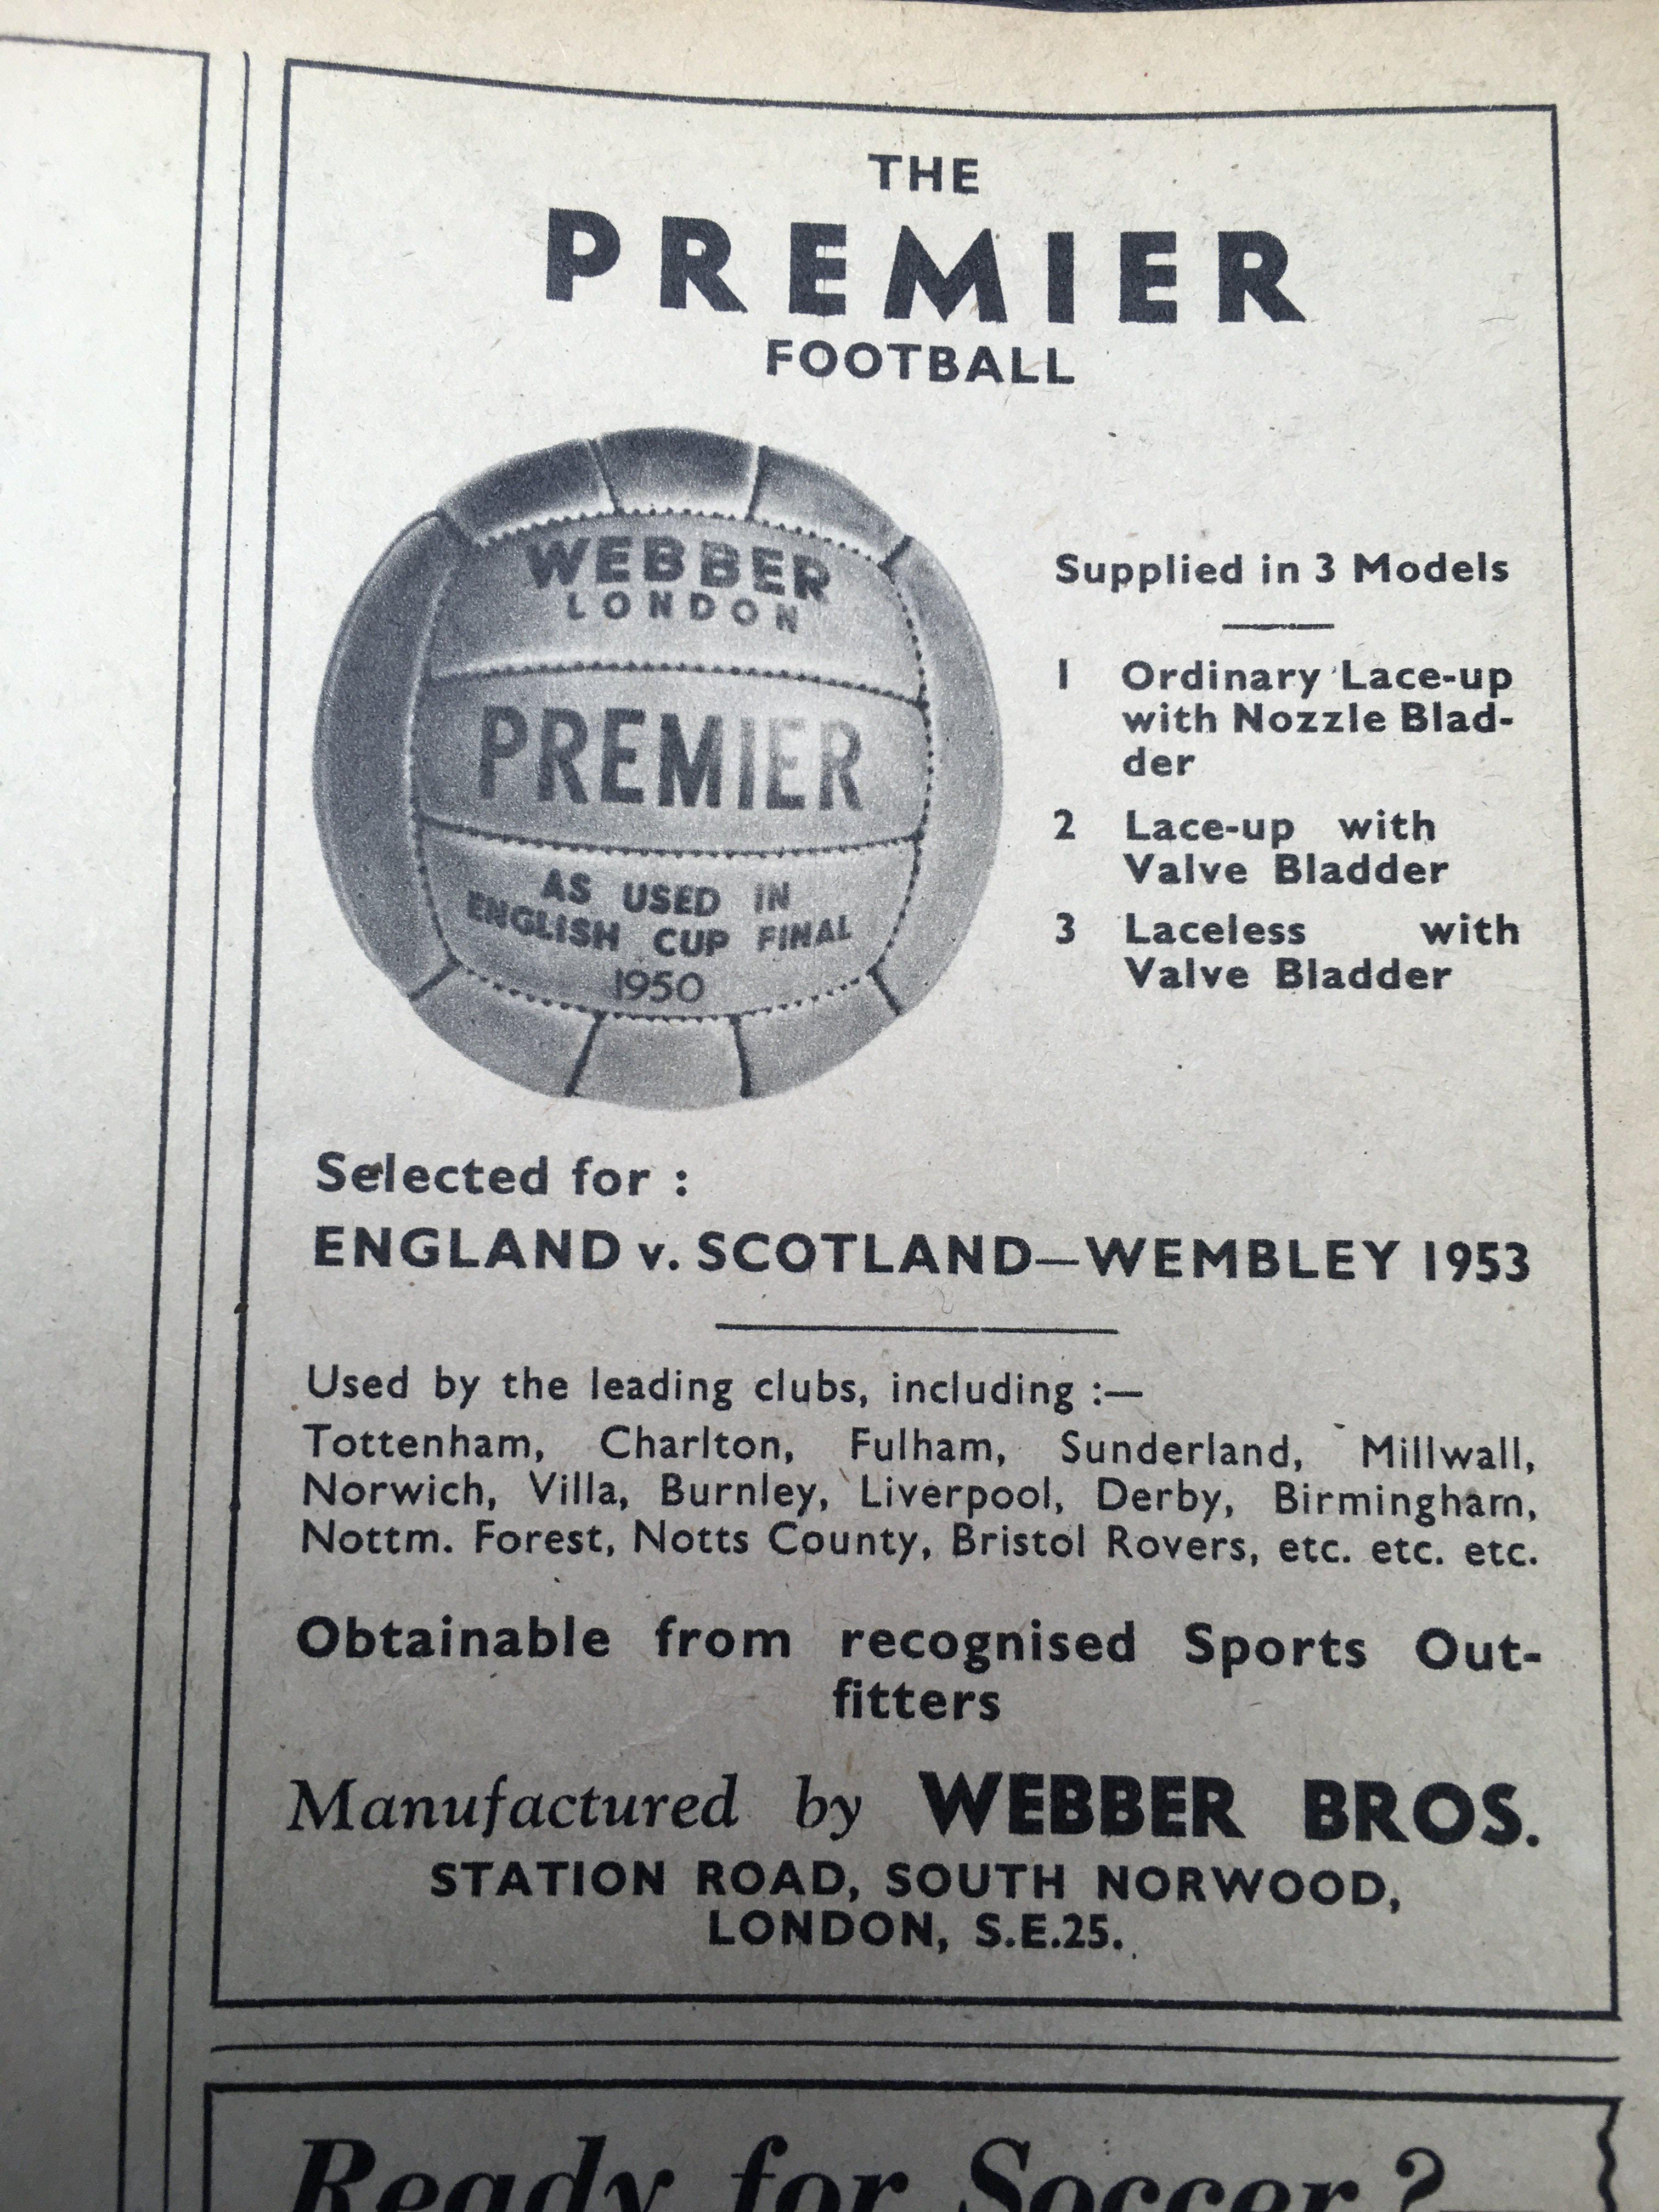 THE
PREMIER
FOOTBALL
WEBBER
LONDON
PREMIER
AS USED IN
ENGLISH CUP FINAL
1950
Supplied in 3 Models
1 Ordinary Lace-up
with Nozzle Blad-
der
2 Lace-up with
Valve Bladder
3 Laceless with
Valve Bladder
Selected for :
ENGLAND v. SCOTLAND—WEMBLEY 1953
Used by the leading clubs, including :—
Tottenham, Charlton, Fulham, Sunderland, Millwall,
Norwich, Villa, Burnley, Liverpool, Derby, Birmingham,
Nottm. Forest, Notts County, Bristol Rovers, etc. etc. etc.
Obtainable from recognised Sports Out-
fitters
Manufactured by WEBBER BROS.
STATION ROAD, SOUTH NORWOOD,
LONDON, S.E.25.
Ready for Soccer?